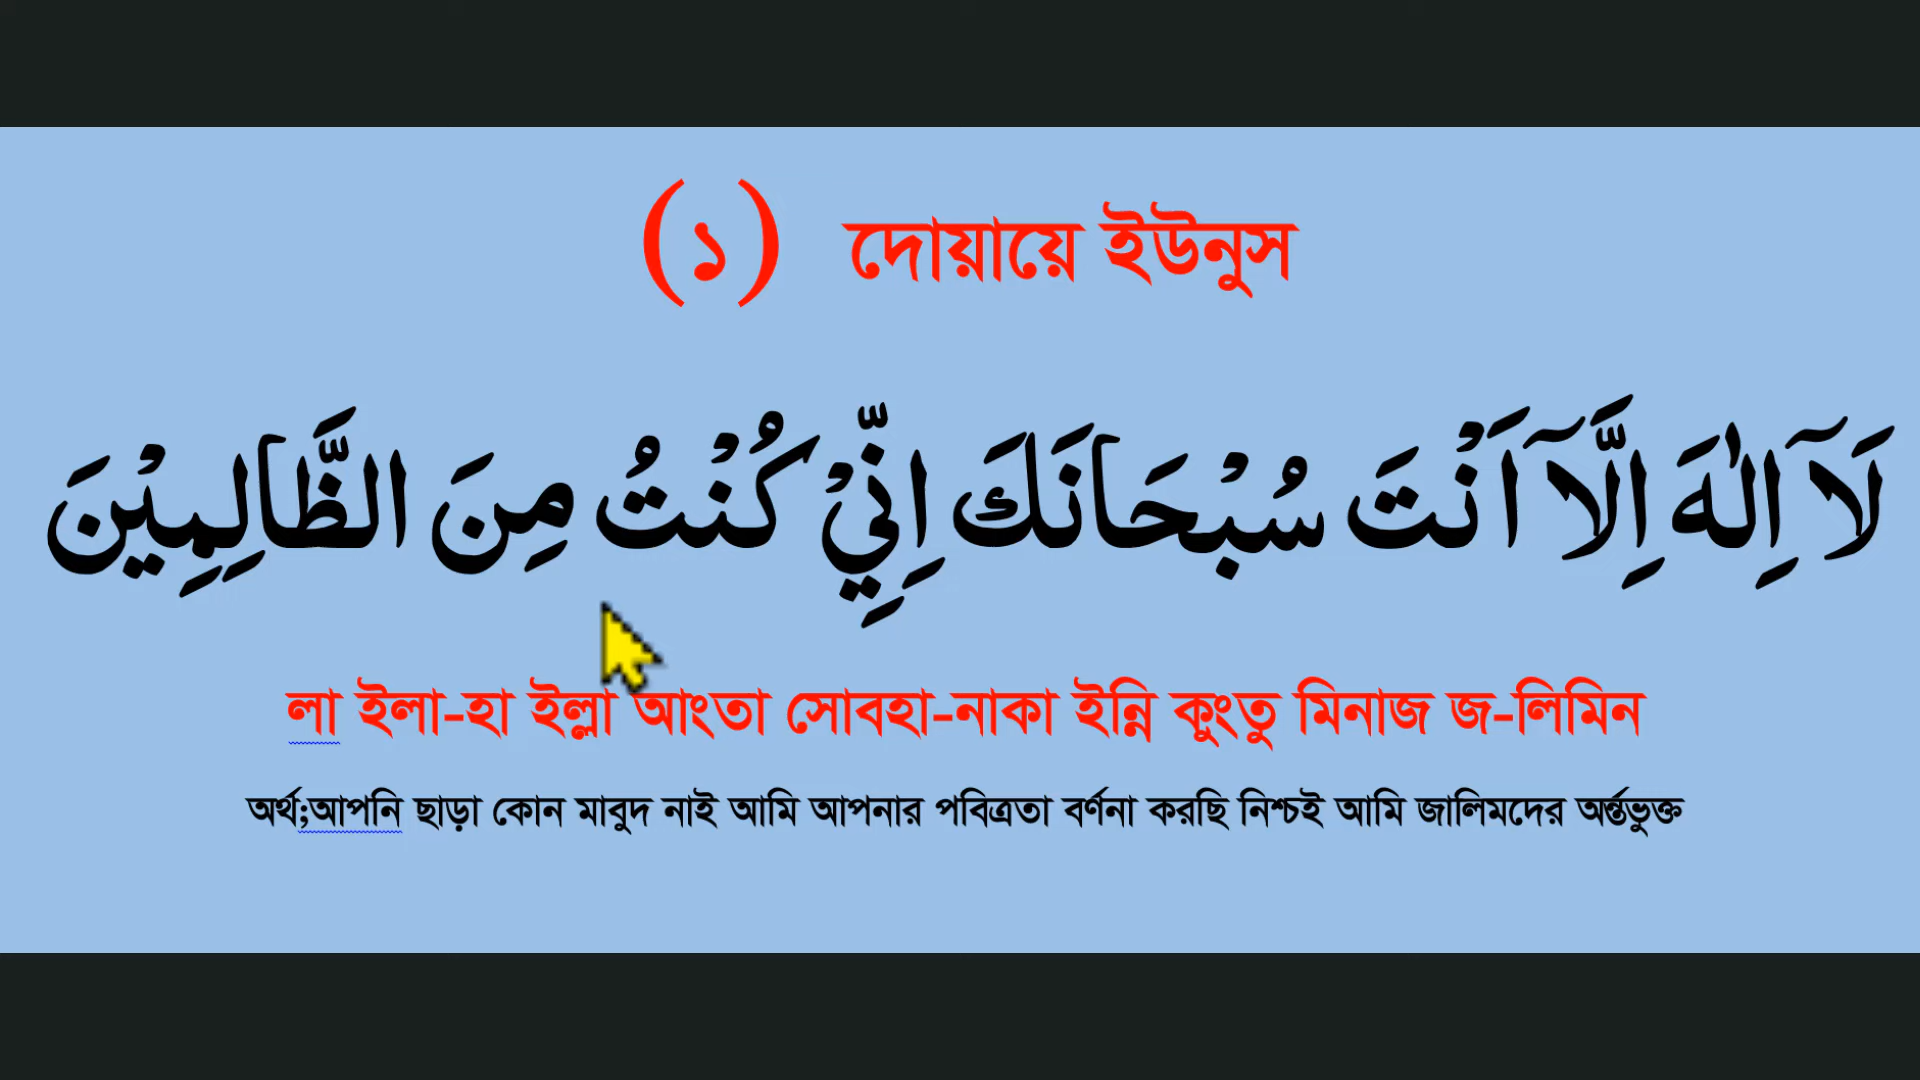 (১) দোয়ায়ে ইউনুস
لَآ اِلٰهَ اِلَّآ اَنْتَ سُبْحَانَكَ اِنِّيْ كُنْتُ مِنَ الظَّالِمِيْنَ
লা ইলা-হা ইল্লা আংতা সোবহা-নাকা ইন্নি কুংতু মিনাজ জ-লিমিন
অর্থ;আপনি ছাড়া কোন মাবুদ নাই আমি আপনার পবিত্রতা বর্ণনা করছি নিশ্চই আমি জালিমদের অর্ন্তভুক্ত